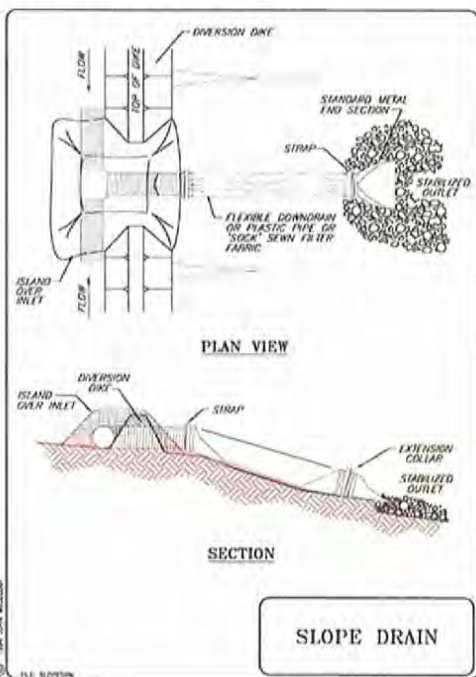 DIVERSION DIKE
FLOW
TOP OF DIKE
STANDARD METAL
END SECTION
STRAP
STABILIZED
OUTLET
FLEXIBLE DOWNDRAIN
OR PLASTIC PIPE OR
'SOCK' SEWN FILTER
FABRIC
ISLAND
OVER
INLET
FLOW
PLAN VIEW
DIVERSION
DIKE
ISLAND
OVER INLET
STRAP
EXTENSION
COLLAR
STABILIZED
OUTLET
SECTION
SLOPE DRAIN